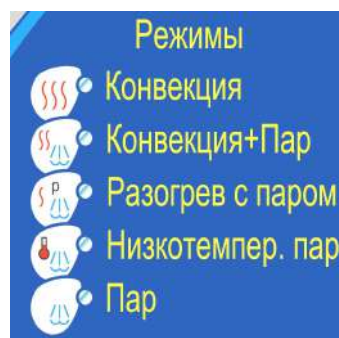 Режимы
Конвекция
Конвекция+Пар
P
Разогрев с паром
Низкотемпер. пар
Пар